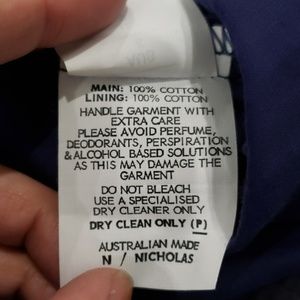 MAIN: 100% COTTON
LINING: 100% COTTON
HANDLE GARMENT WITH
EXTRA CARE
PLEASE AVOID PERFUME,
DEODORANTS, PERSPIRATION
& ALCOHOL BASED SOLUTIONS
AS THIS MAY DAMAGE THE
GARMENT
DO NOT BLEACH
USE A SPECIALISED
DRY CLEANER ONLY
DRY CLEAN ONLY (P)
AUSTRALIAN MADE
N / NICHOLAS